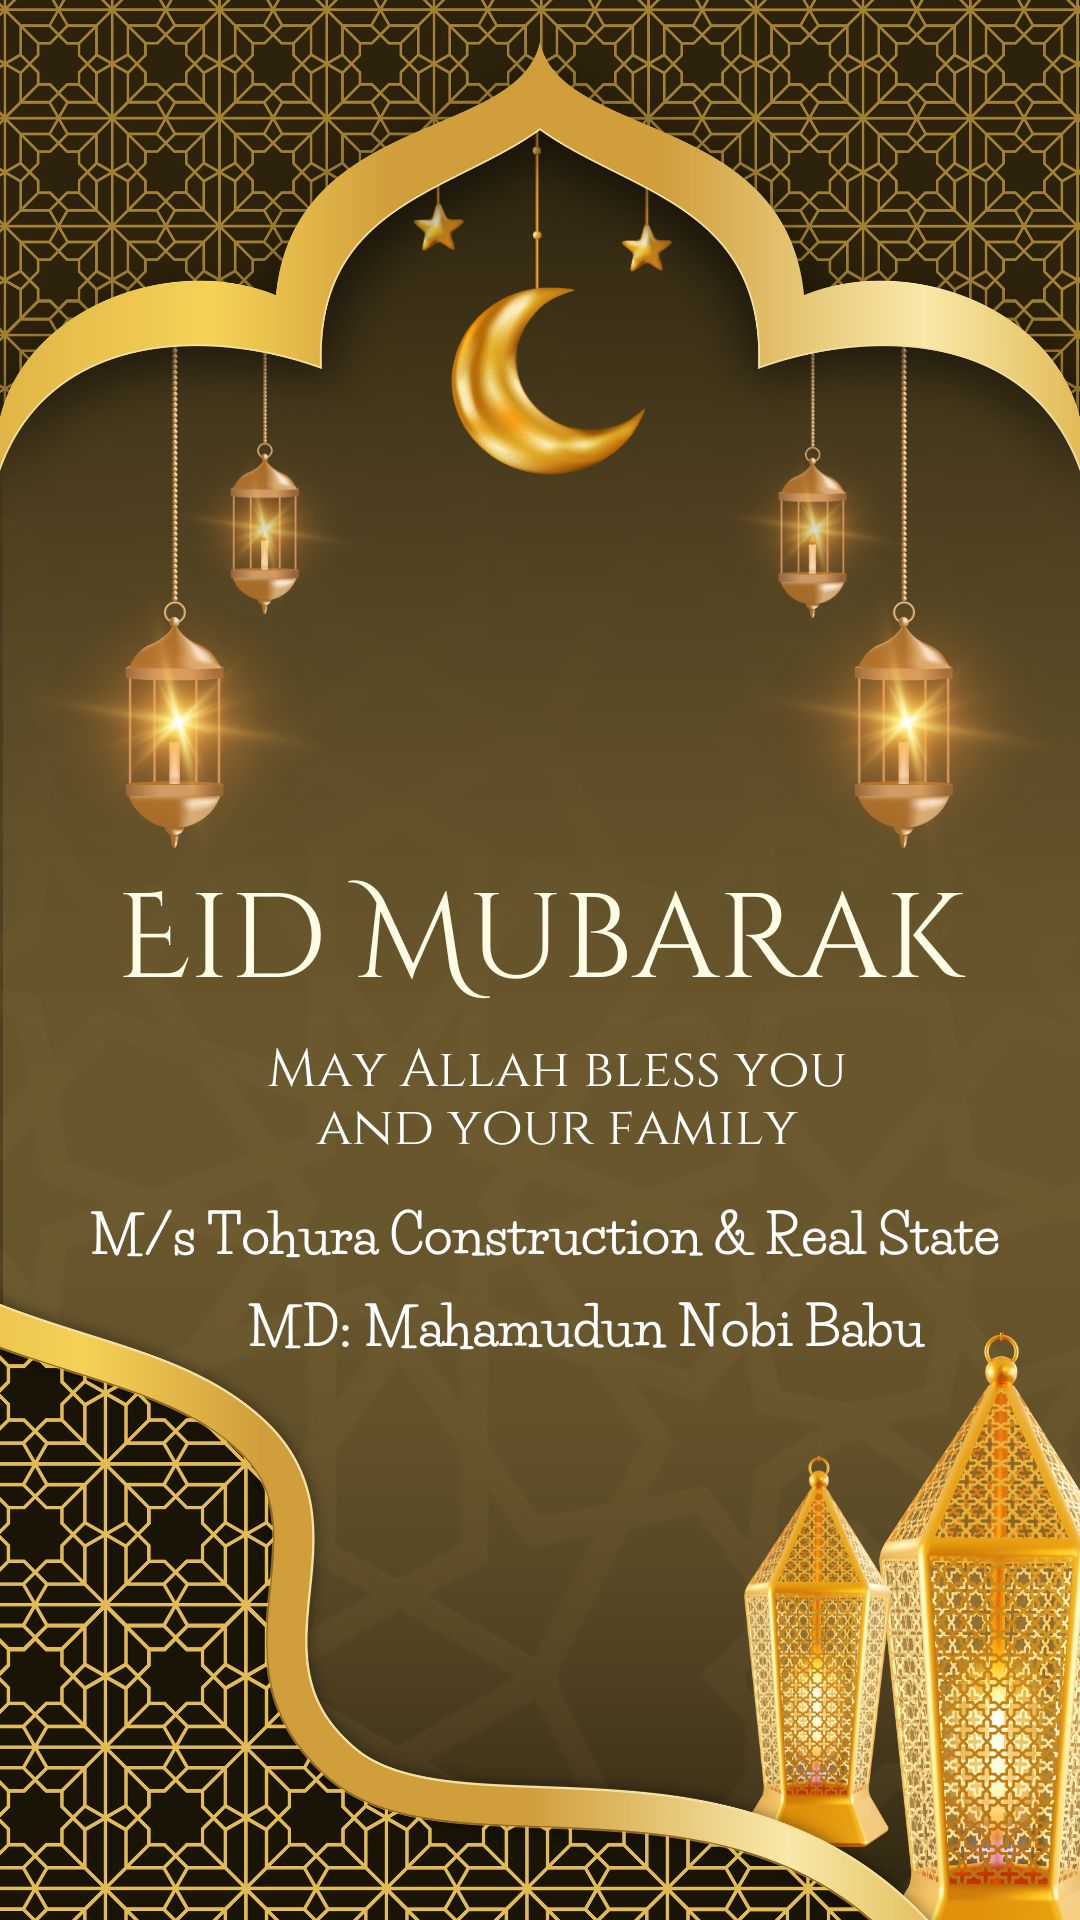 Eid Mubarak
May Allah bless you
and your family
M/s Tohura Construction & Real State
MD: Mahamudun Nobi Babu